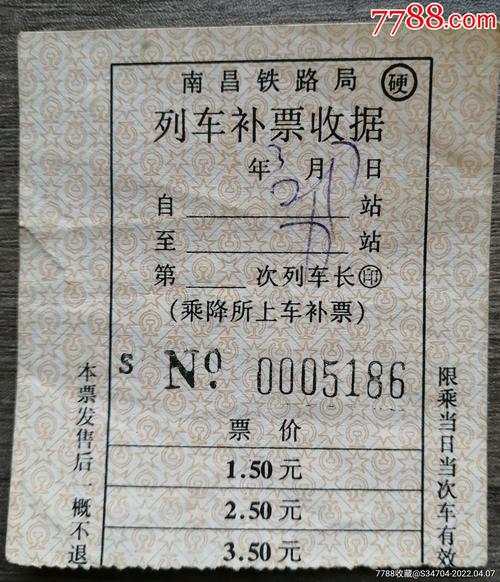 7788.com
南昌铁路局 硬
列车补票收据
年3月 日
自 站
至 站
第 次列车长 印
(乘降所上车补票)
S No 0005186
票价
1.50元
2.50元
3.50元
本票发售后一概不退
限乘当日当次车有效
7788收藏@S34704-2022.04.07